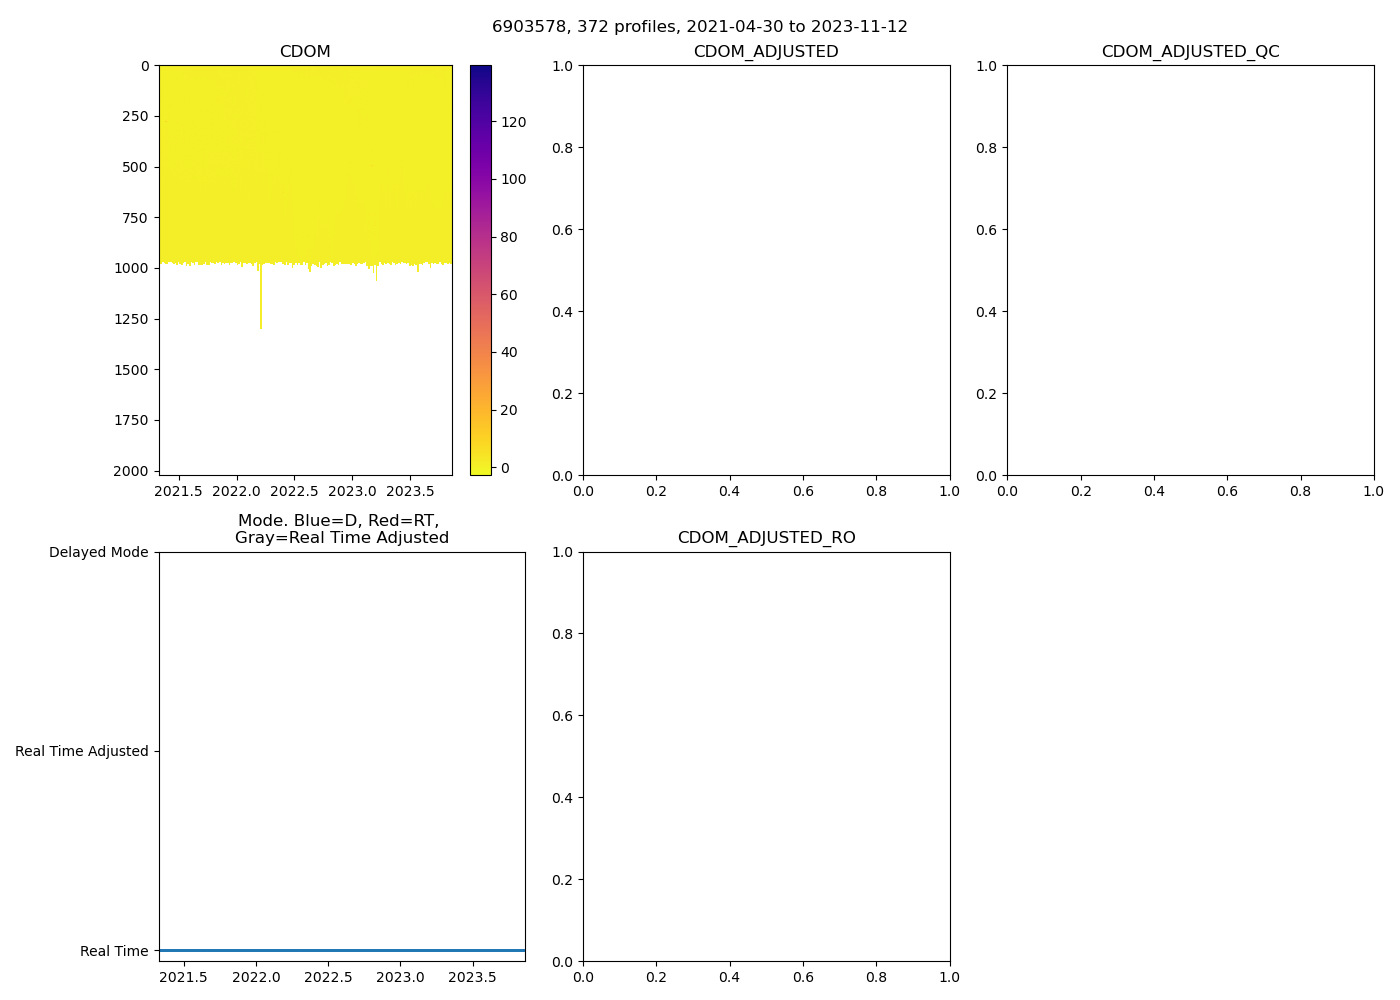 6903578, 372 profiles, 2021-04-30 to 2023-11-12
CDOM
0
250
500
750
1000
1250
1500
1750
2000
2021.5 2022.0 2022.5 2023.0 2023.5
120
100
80
60
40
20
0
CDOM_ADJUSTED
1.0
0.8
0.6
0.4
0.2
0.0
0.0 0.2 0.4 0.6 0.8 1.0
CDOM_ADJUSTED_QC
1.0
0.8
0.6
0.4
0.2
0.0
0.0 0.2 0.4 0.6 0.8 1.0
Mode. Blue=D, Red=RT,
Gray=Real Time Adjusted
Delayed Mode
Real Time Adjusted
Real Time
2021.5 2022.0 2022.5 2023.0 2023.5
CDOM_ADJUSTED_RO
1.0
0.8
0.6
0.4
0.2
0.0
0.0 0.2 0.4 0.6 0.8 1.0